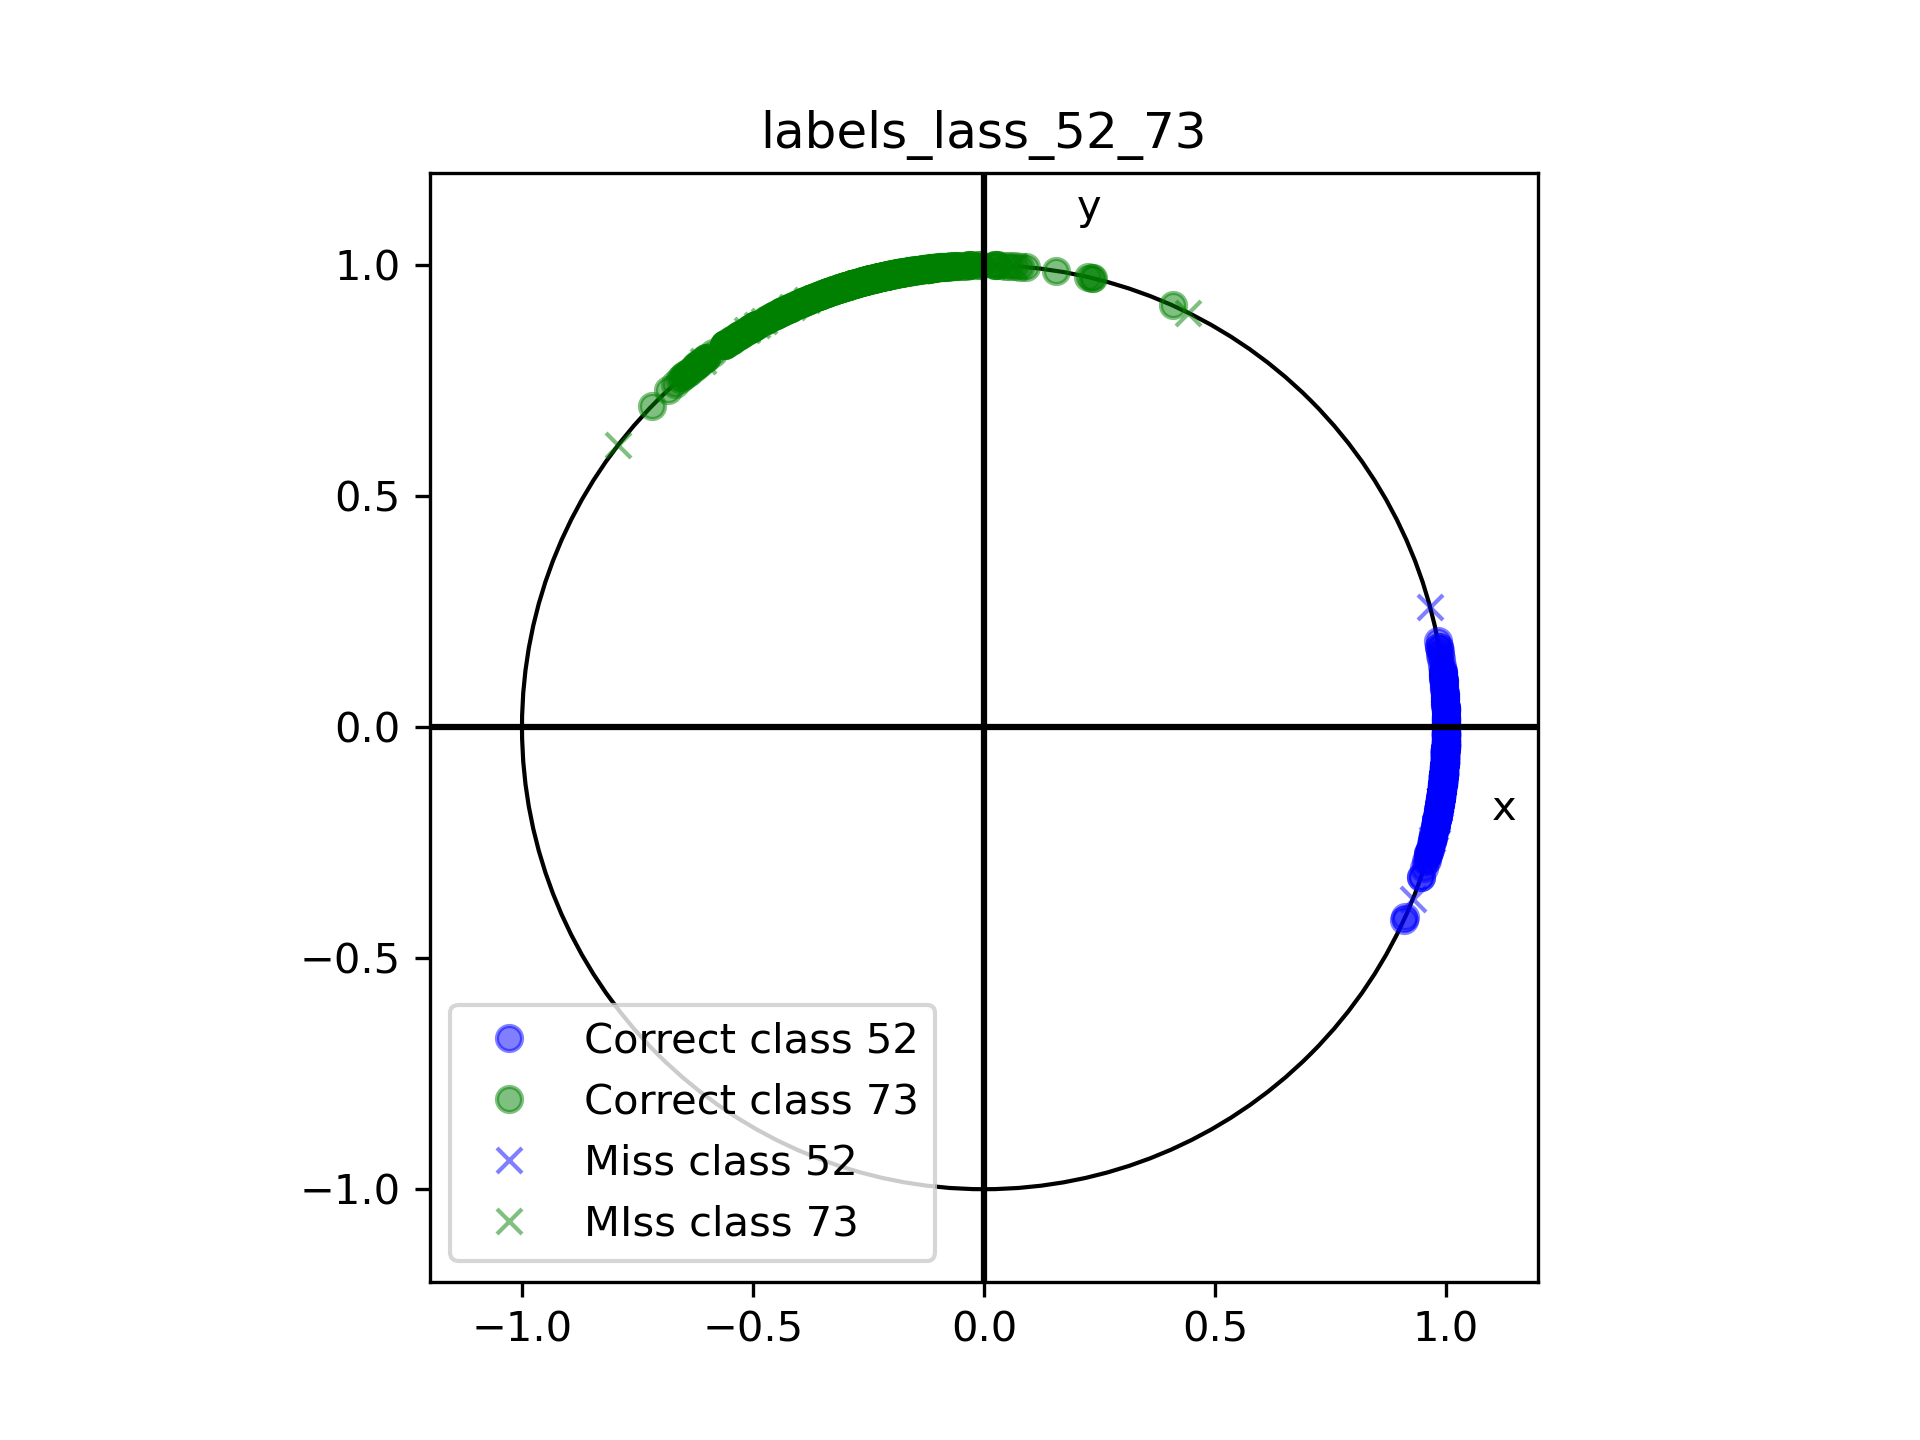 labels_lass_52_73
y
1.0
0.5
0.0
x
−0.5
−1.0
Correct class 52
Correct class 73
Miss class 52
MIss class 73
−1.0 −0.5 0.0 0.5 1.0